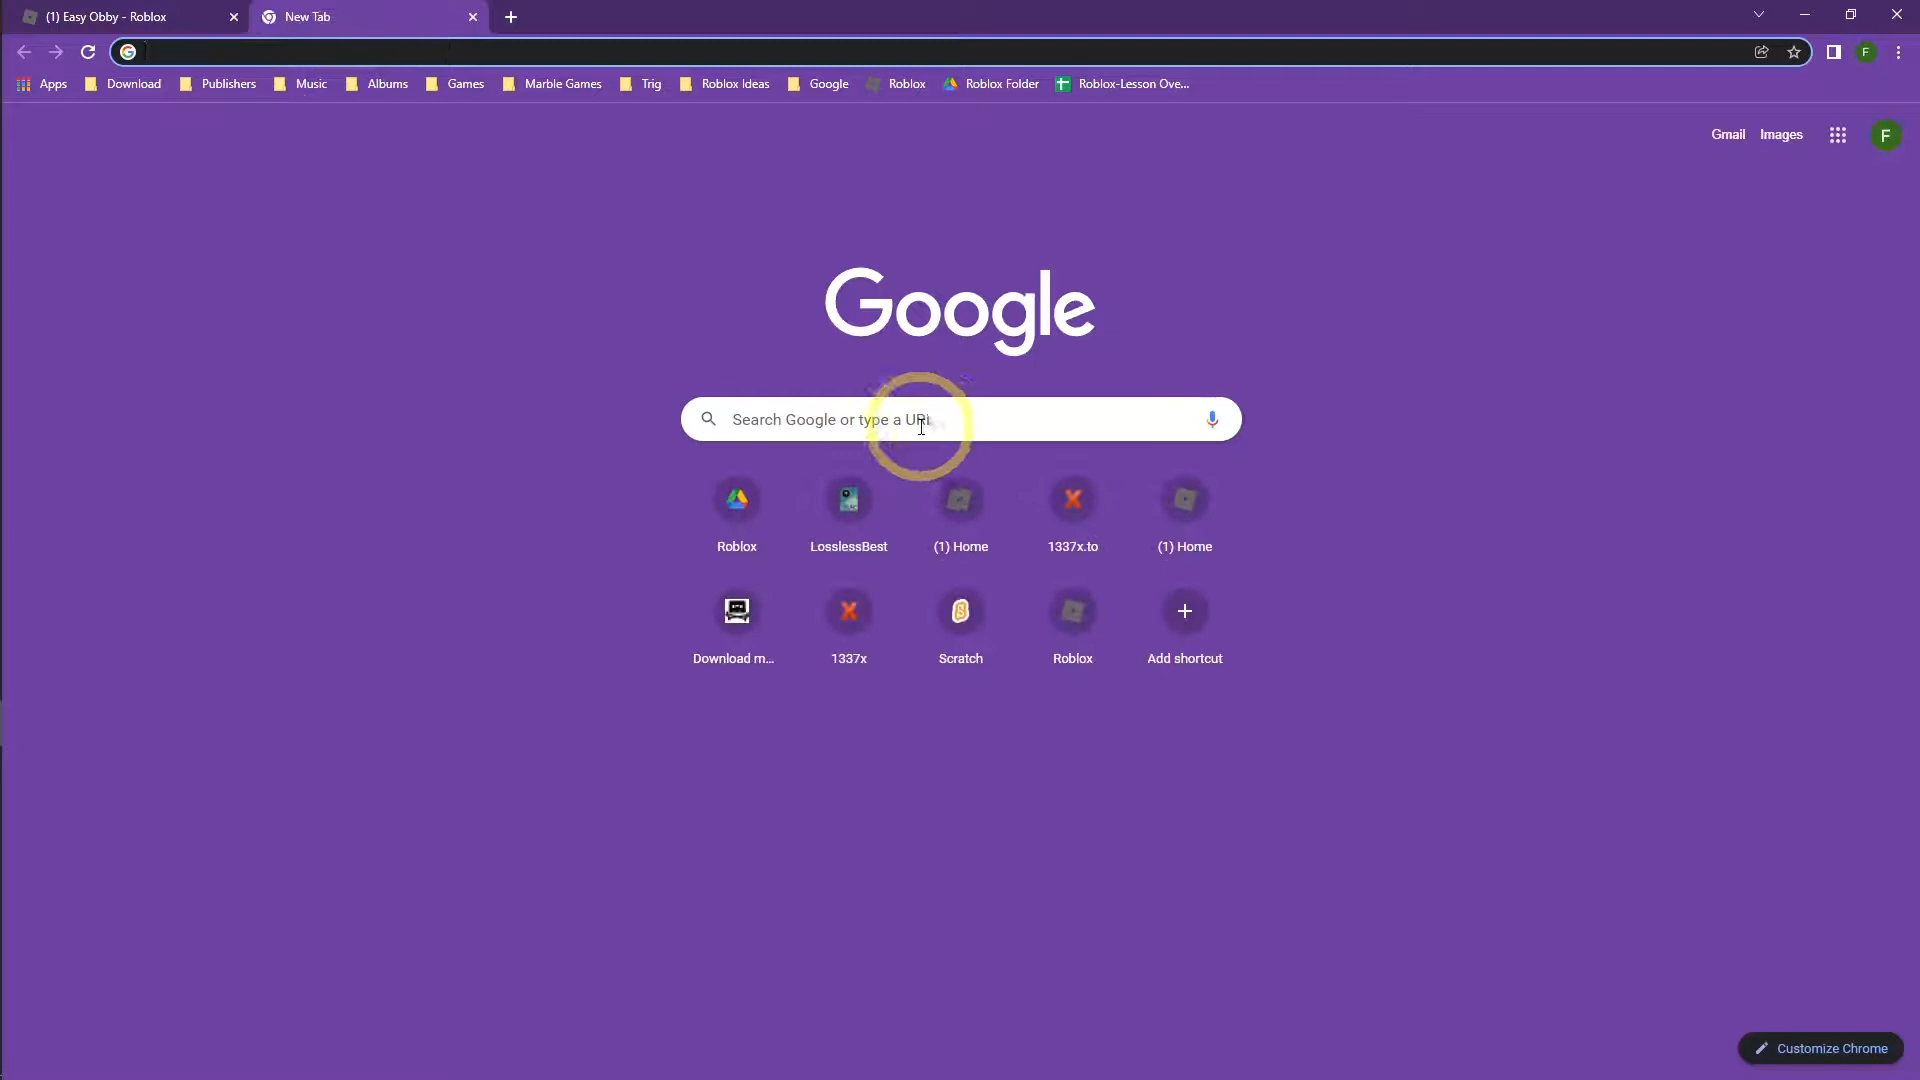 (1) Easy Obby - Roblox
New Tab
Apps
Download
Publishers
Music
Albums
Games
Marble Games
Trig
Roblox Ideas
Google
Roblox
Roblox Folder
Roblox-Lesson Ove...
F
Gmail
Images
F
Google
Search Google or type a URL
Roblox
LosslessBest
(1) Home
1337x.to
(1) Home
Download m...
1337x
Scratch
Roblox
Add shortcut
Customize Chrome